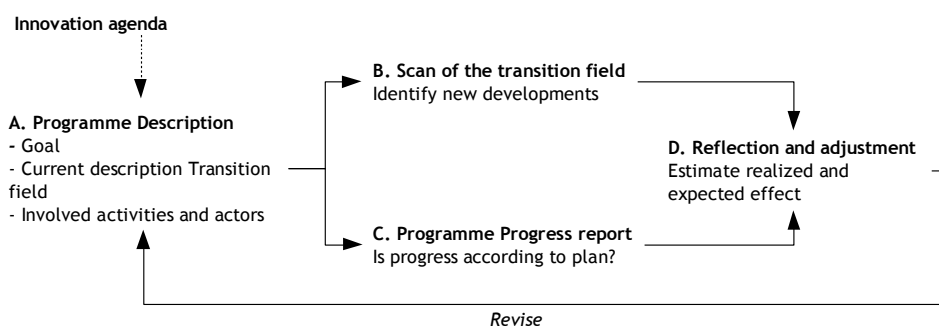 Innovation agenda
A. Programme Description
- Goal
- Current description Transition
field
- Involved activities and actors
B. Scan of the transition field
Identify new developments
C. Programme Progress report
Is progress according to plan?
D. Reflection and adjustment
Estimate realized and
expected effect
Revise